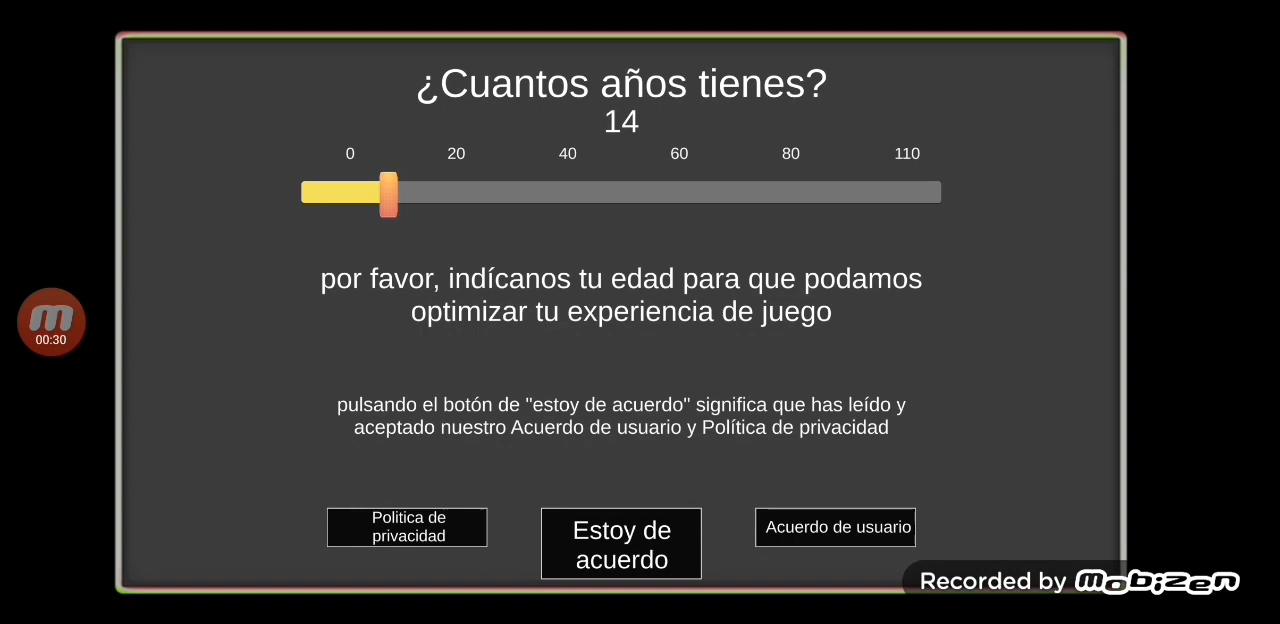 ¿Cuantos años tienes?
14
0 20 40 60 80 110
por favor, indícanos tu edad para que podamos
optimizar tu experiencia de juego
m
00:30
pulsando el botón de "estoy de acuerdo" significa que has leído y
aceptado nuestro Acuerdo de usuario y Política de privacidad
Politica de
privacidad
Estoy de
acuerdo
Acuerdo de usuario
Recorded by mobizen